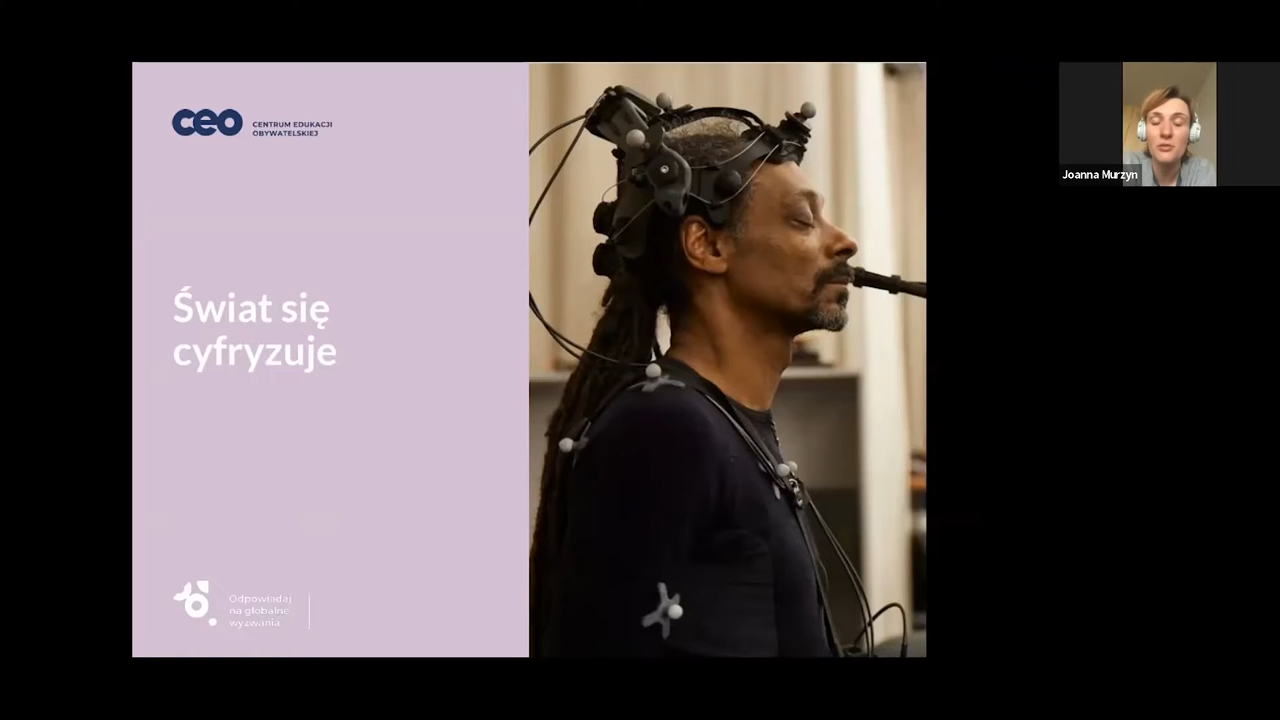 ceo
CENTRUM EDUKACJI
OBYWATELSKIEJ
Świat się
cyfryzuje
Odpowiadaj
na globalne
wyzwania
Joanna Murzyn